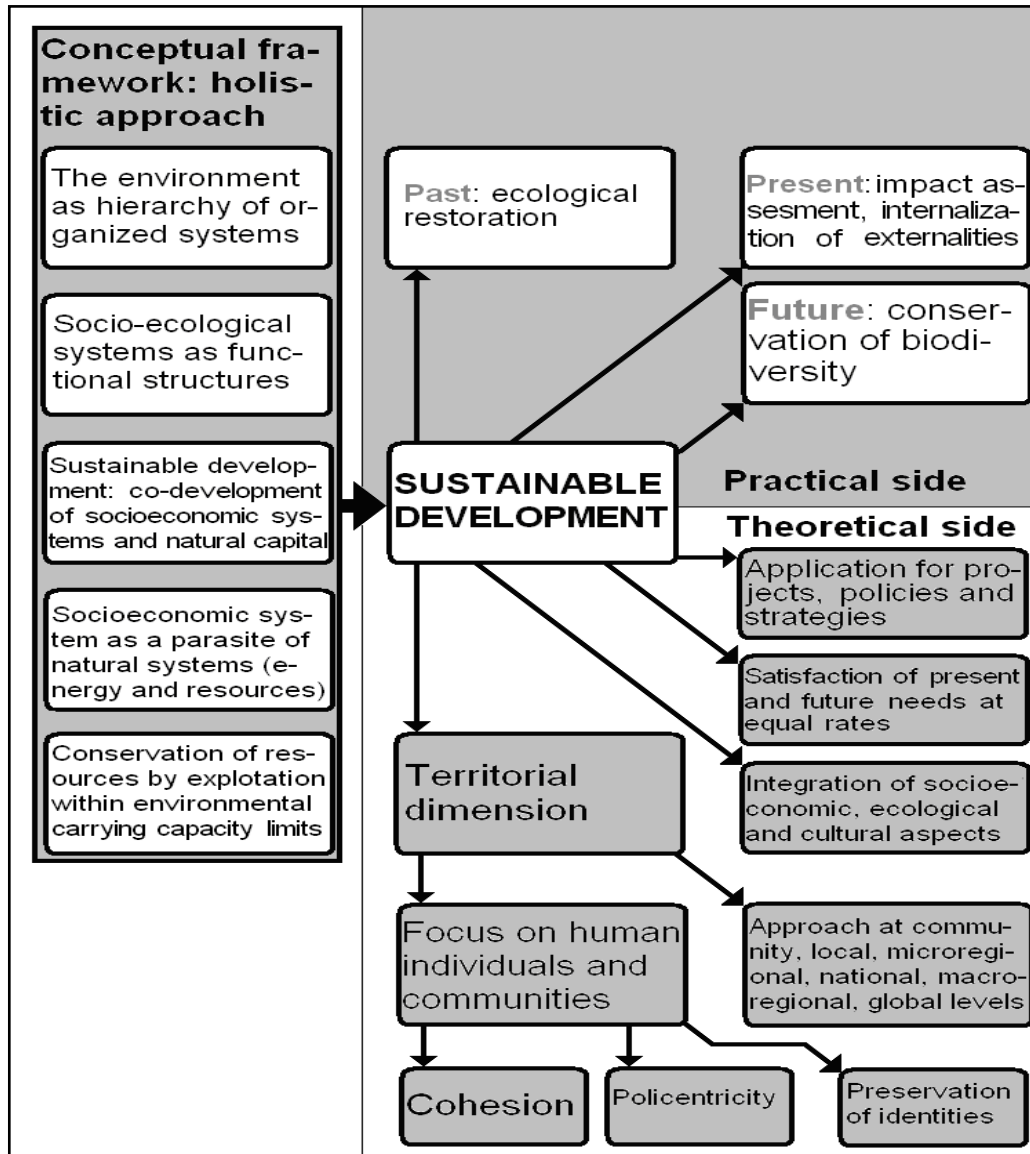 Conceptual fra-
mework: holis-
tic approach
The environment
as hierarchy of or-
ganized systems
Socio-ecological
systems as func-
tional structures
Sustainable develop-
ment: co-development
of socioeconomic sys-
tems and natural capital
Socioeconomic sys-
tem as a parasite of
natural systems (e-
nergy and resources)
Conservation of res-
ources by explotation
within environmental
carrying capacity limits
Past: ecological
restoration
Present: impact as-
sesment, internaliza-
tion of externalities
Future: conser-
vation of biodi-
versity
SUSTAINABLE
DEVELOPMENT
Practical side
Theoretical side
Application for pro-
jects, policies and
strategies
Satisfaction of present
and future needs at
equal rates
Integration of socioe-
conomic, ecological
and cultural aspects
Territorial
dimension
Focus on human
individuals and
communities
Approach at commu-
nity, local, microregi-
onal, national, macro-
regional, global levels
Cohesion
Policentricity
Preservation
of identities